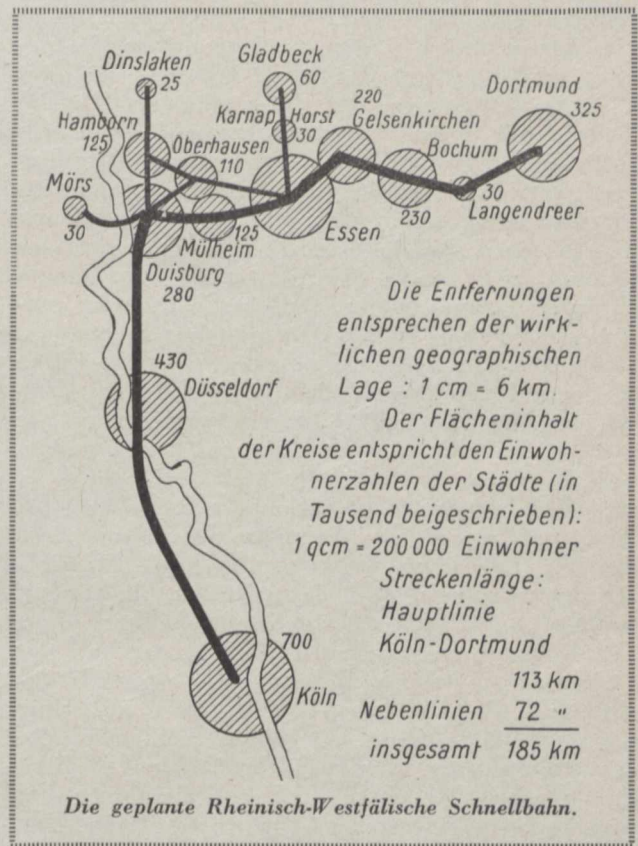 Dinslaken
25
Gladbeck
60
Dortmund
325
Hamborn
125
Oberhausen
110
Karnap Horst
30
220
Gelsenkirchen
Bochum
230
30
Langendreer
Mörs
30
125
Mülheim
Essen
Duisburg
280
430
Düsseldorf
700
Köln
Die Entfernungen
entsprechen der wirk-
lichen geographischen
Lage : 1 cm = 6 km.
Der Flächeninhalt
der Kreise entspricht den Einwoh-
nerzahlen der Städte (in
Tausend beigeschrieben):
1 qcm = 200 000 Einwohner
Streckenlänge:
Hauptlinie
Köln-Dortmund
113 km
Nebenlinien 72 "
insgesamt 185 km
Die geplante Rheinisch-Westfälische Schnellbahn.